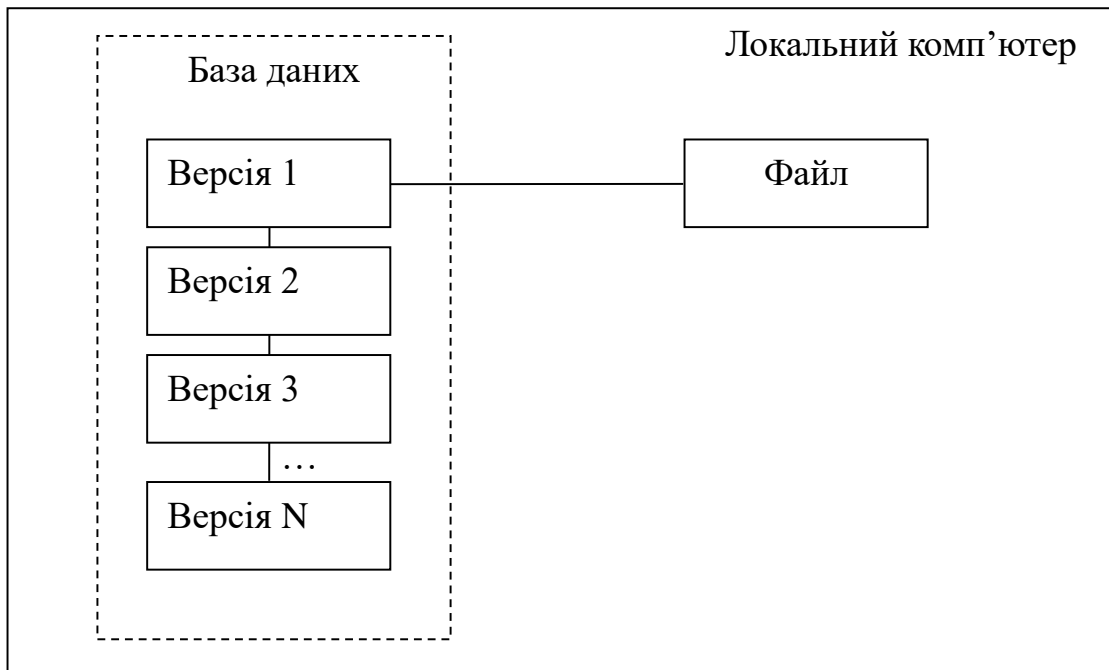 Локальний комп’ютер
База даних
Версія 1
Файл
Версія 2
Версія 3
…
Версія N